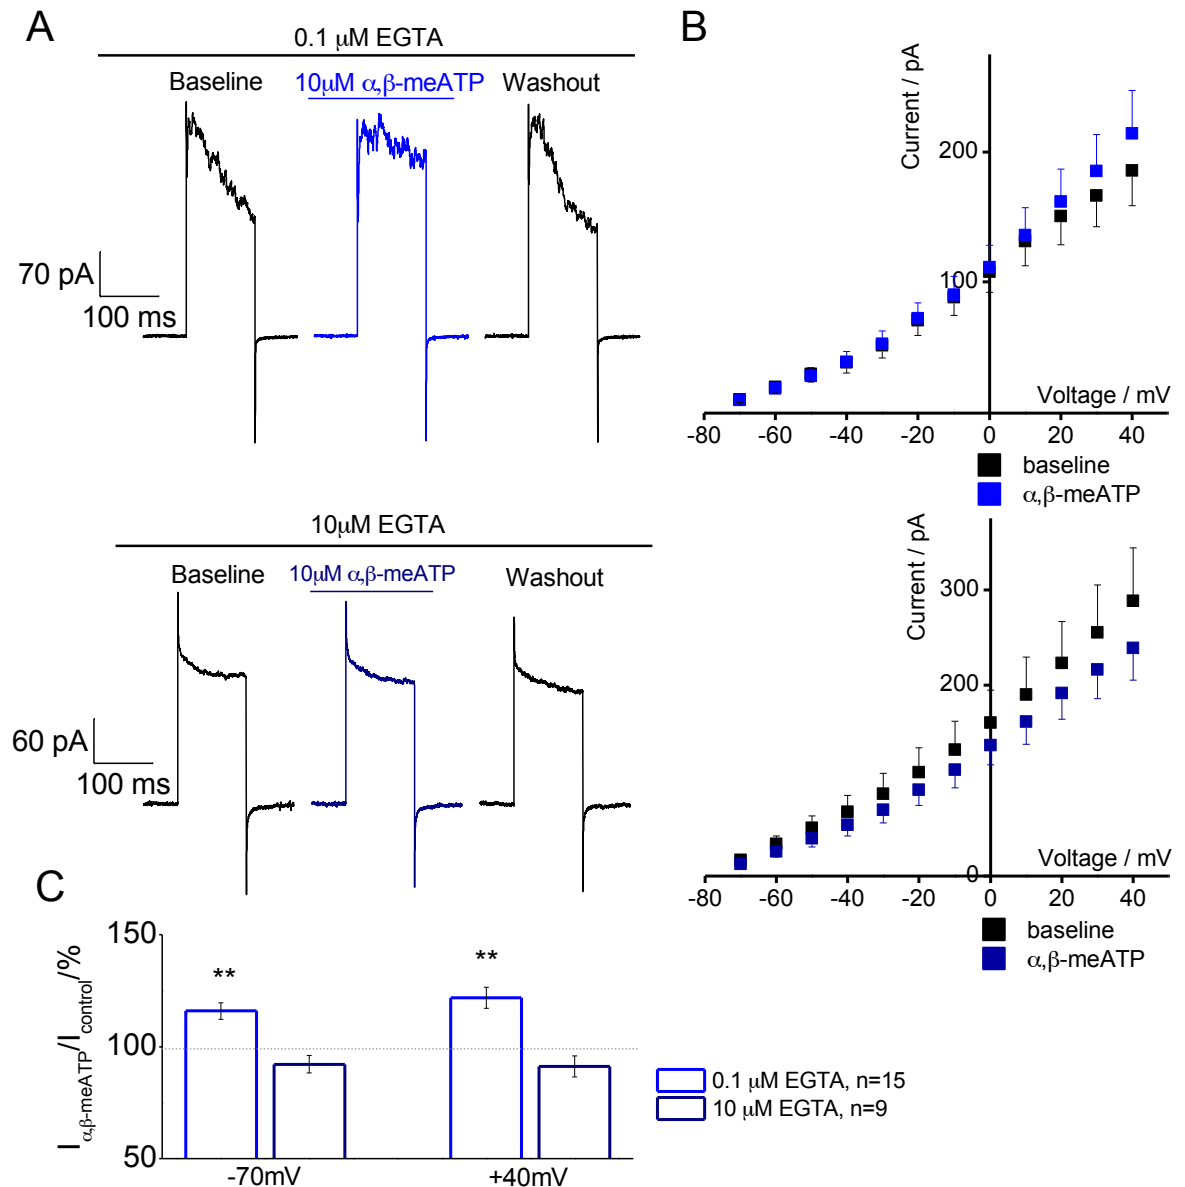 A
0.1 μM EGTA
Baseline
10μM α,β-meATP
Washout
70 pA
100 ms
B
Current / pA
200
100
Voltage / mV
-80 -60 -40 -20 0 20 40
baseline
α,β-meATP
10μM EGTA
Baseline
10μM α,β-meATP
Washout
60 pA
100 ms
Current / pA
300
200
0
Voltage / mV
-80 -60 -40 -20 0 20 40
baseline
α,β-meATP
C
I α,β-meATP/Icontrol/%
150
100
50
**
**
-70mV
+40mV
0.1 μM EGTA, n=15
10 μM EGTA, n=9